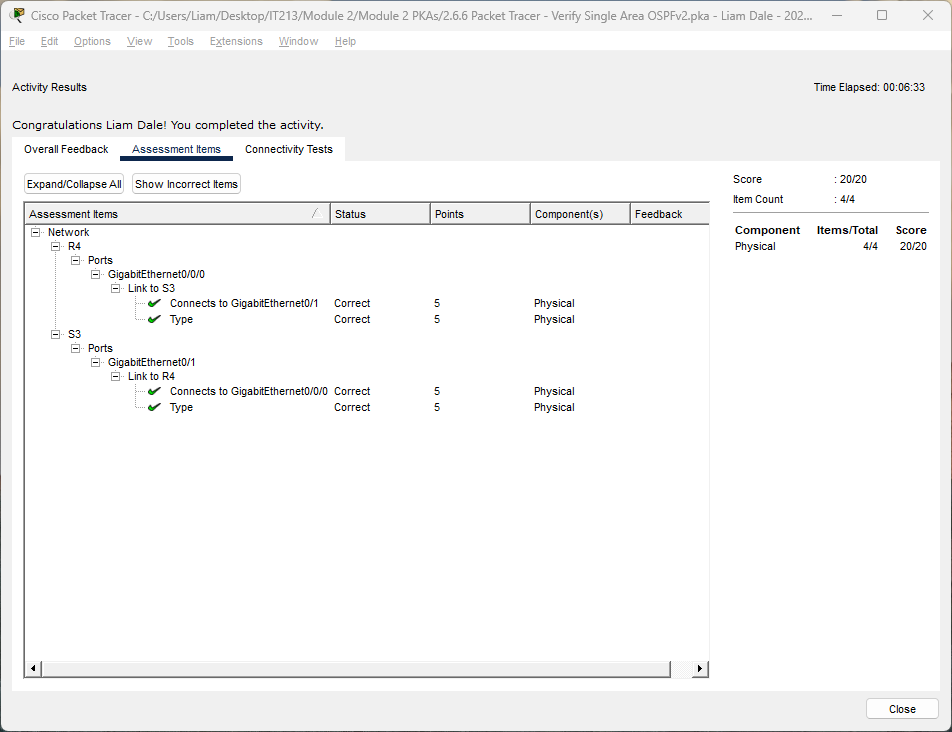 Cisco Packet Tracer - C:/Users/Liam/Desktop/IT213/Module 2/Module 2 PKAs/2.6.6 Packet Tracer - Verify Single Area OSPFv2.pka - Liam Dale - 202...
File Edit Options View Tools Extensions Window Help
Activity Results Time Elapsed: 00:06:33
Congratulations Liam Dale! You completed the activity.
Overall Feedback Assessment Items Connectivity Tests
Expand/Collapse All Show Incorrect Items
Assessment Items Status Points Component(s) Feedback
Network
R4
Ports
GigabitEthernet0/0/0
Link to S3
Connects to GigabitEthernet0/1 Correct 5 Physical
Type Correct 5 Physical
S3
Ports
GigabitEthernet0/1
Link to R4
Connects to GigabitEthernet0/0/0 Correct 5 Physical
Type Correct 5 Physical
Score : 20/20
Item Count : 4/4
Component Items/Total Score
Physical 4/4 20/20
Close